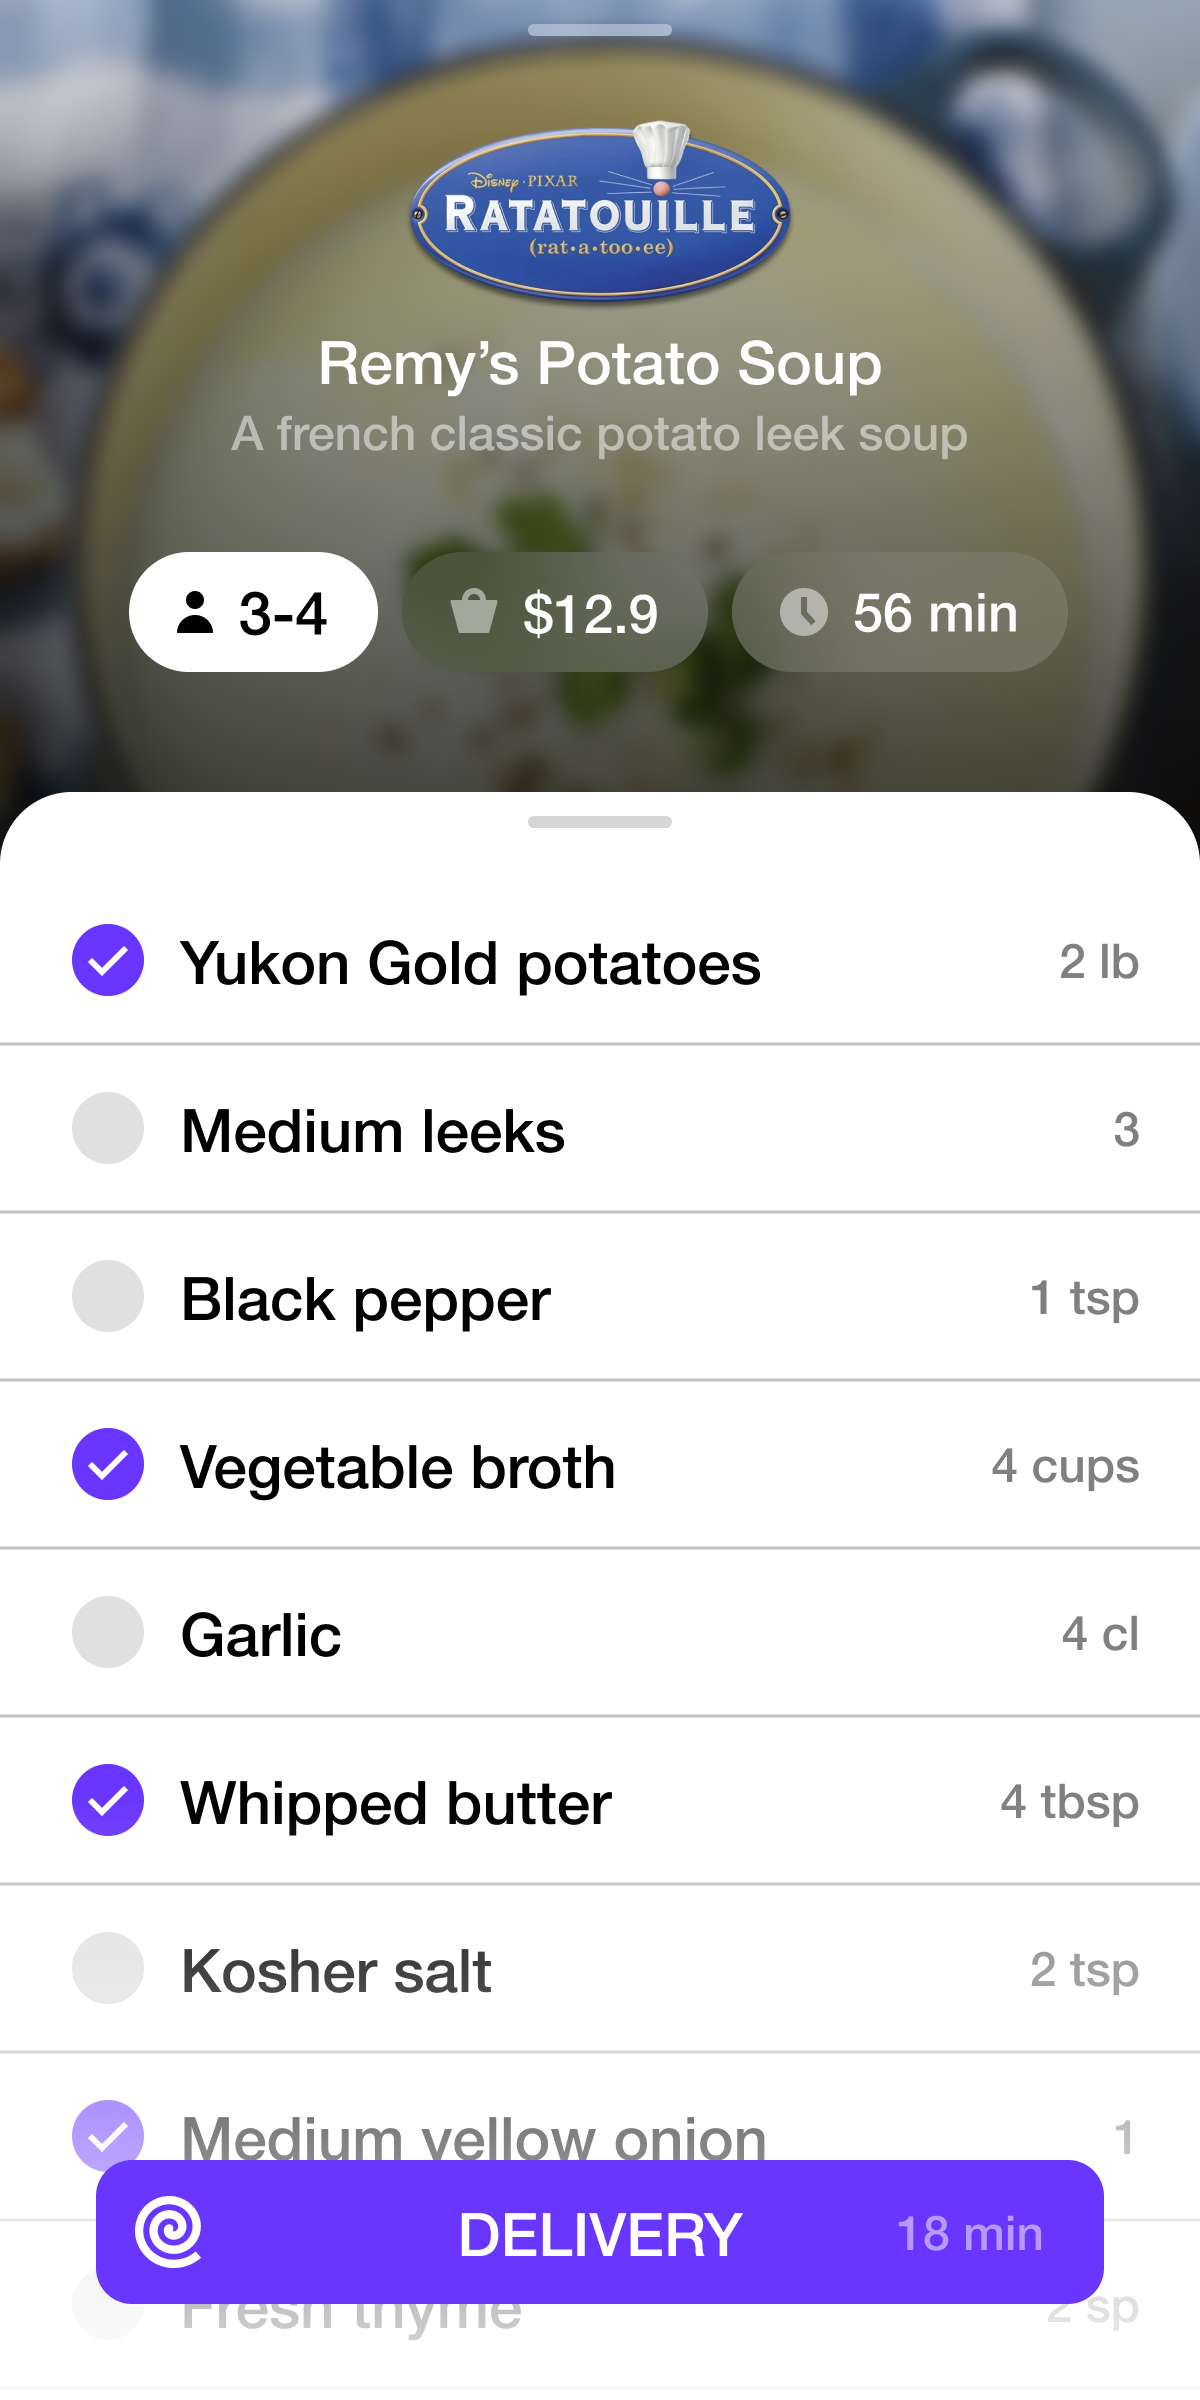 Disney·PIXAR
RATATOUILLE
(rat•a•too•ee)
Remy’s Potato Soup
A french classic potato leek soup
3-4
$12.9
56 min
Yukon Gold potatoes 2 lb
Medium leeks 3
Black pepper 1 tsp
Vegetable broth 4 cups
Garlic 4 cl
Whipped butter 4 tbsp
Kosher salt 2 tsp
Medium yellow onion 1
DELIVERY 18 min
Fresh thyme 2 sp